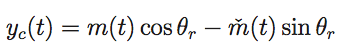 y_c(t) = m(t) cos θ_r − m̌(t) sin θ_r